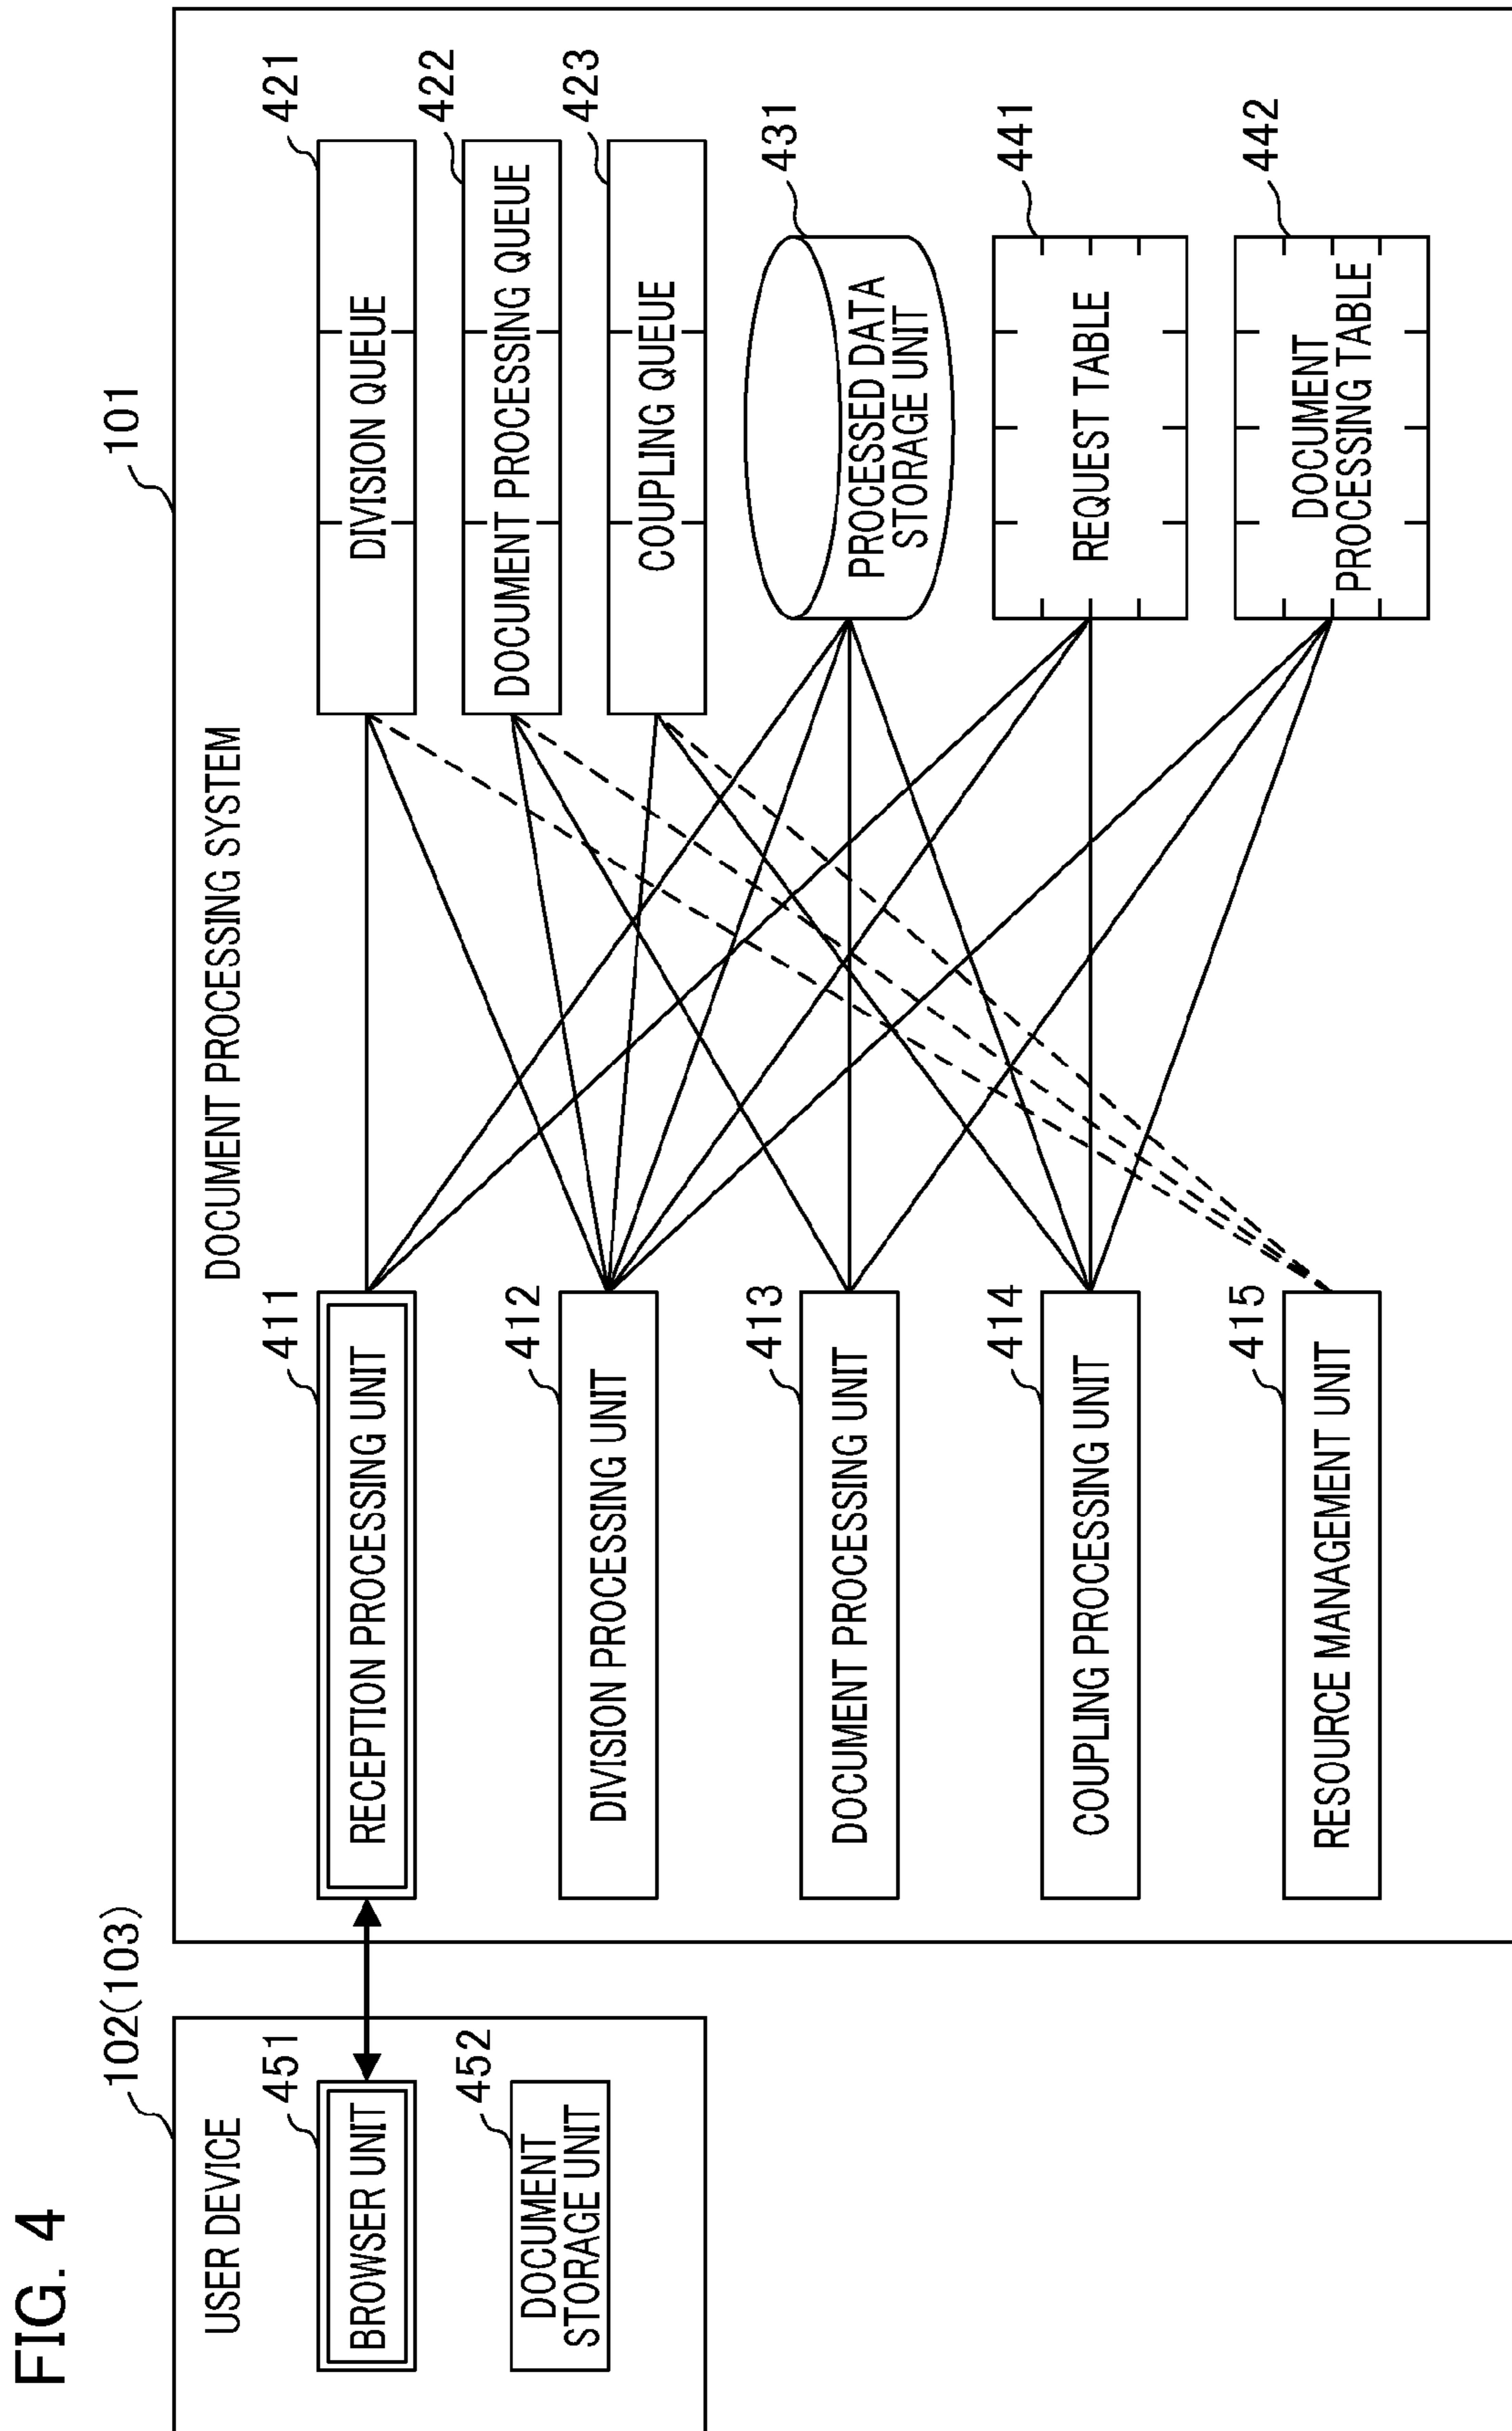 FIG. 4
102(103)
USER DEVICE
451
BROWSER UNIT
452
DOCUMENT
STORAGE UNIT
101
DOCUMENT PROCESSING SYSTEM
411
RECEPTION PROCESSING UNIT
412
DIVISION PROCESSING UNIT
413
DOCUMENT PROCESSING UNIT
414
COUPLING PROCESSING UNIT
415
RESOURCE MANAGEMENT UNIT
421
DIVISION QUEUE
422
DOCUMENT PROCESSING QUEUE
423
COUPLING QUEUE
431
PROCESSED DATA
STORAGE UNIT
441
REQUEST TABLE
442
DOCUMENT
PROCESSING TABLE